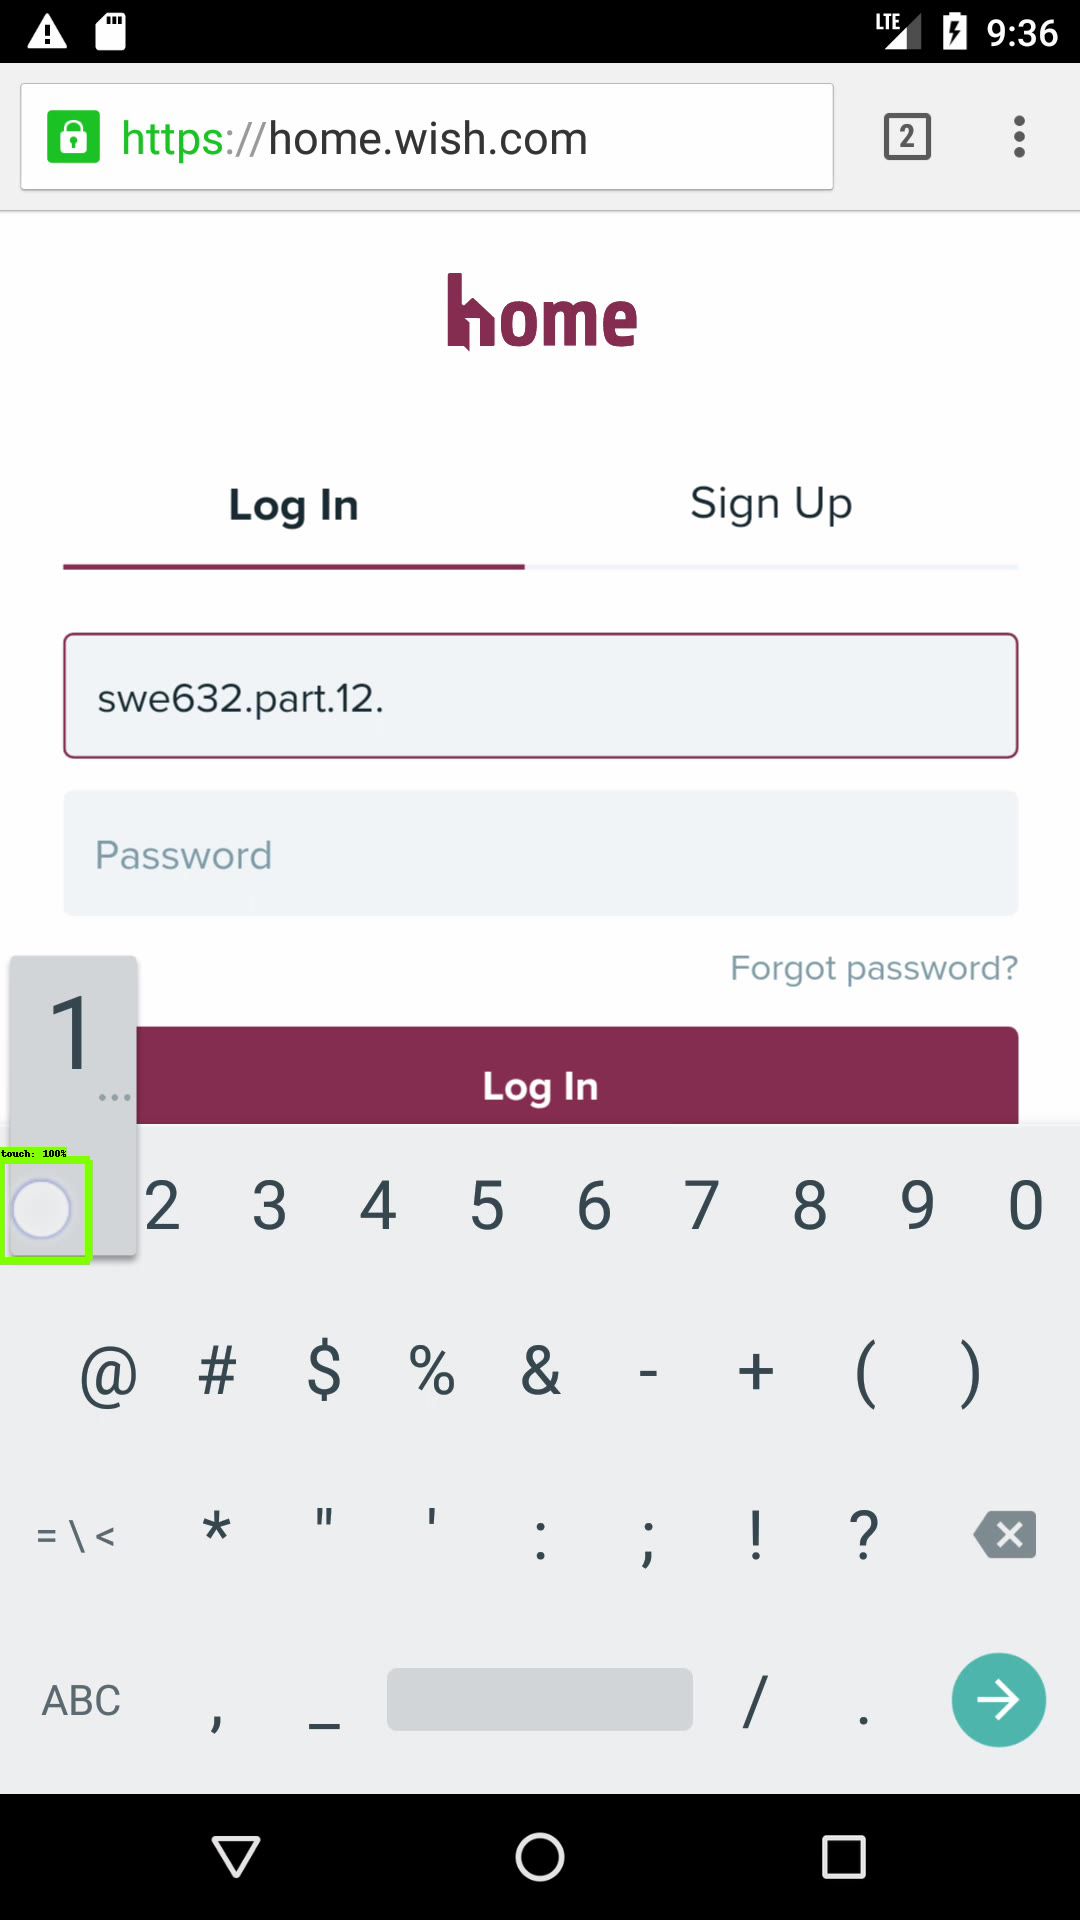 LTE 9:36
https://home.wish.com 2
home
Log In Sign Up
swe632.part.12.
Password
Forgot password?
1
...
Log In
touch: 100%
2 3 4 5 6 7 8 9 0
@ # $ % & - + ( )
= \ < * " ' : ; ! ?
ABC , _ / .